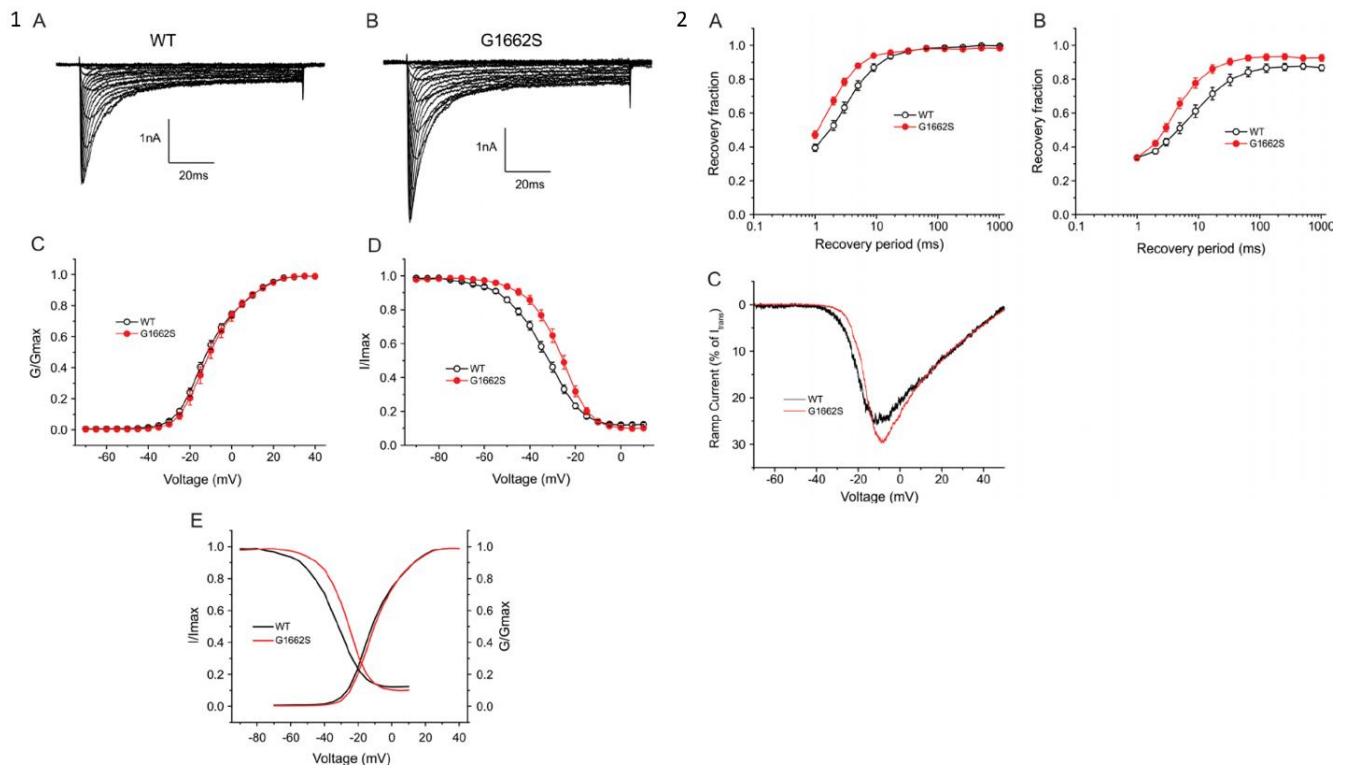 1 A
WT
1nA
20ms
B
G1662S
1nA
20ms
C
G/Gmax
1.0
0.8
0.6
0.4
0.2
0.0
WT
G1662S
-60 -40 -20 0 20 40
Voltage (mV)
D
I/Imax
1.0
0.8
0.6
0.4
0.2
0.0
WT
G1662S
-80 -60 -40 -20 0
Voltage (mV)
E
I/Imax
1.0
0.8
0.6
0.4
0.2
0.0
WT
G1662S
1.0
0.8
0.6
0.4
0.2
0.0
G/Gmax
-80 -60 -40 -20 0 20 40
Voltage (mV)
2 A
Recovery fraction
1.0
0.8
0.6
0.4
0.2
0.0
WT
G1662S
0.1 1 10 100 1000
Recovery period (ms)
B
Recovery fraction
1.0
0.8
0.6
0.4
0.2
0.0
WT
G1662S
0.1 1 10 100 1000
Recovery period (ms)
C
Ramp Current (% of Itrans)
0
10
20
30
WT
G1662S
-60 -40 -20 0 20 40
Voltage (mV)